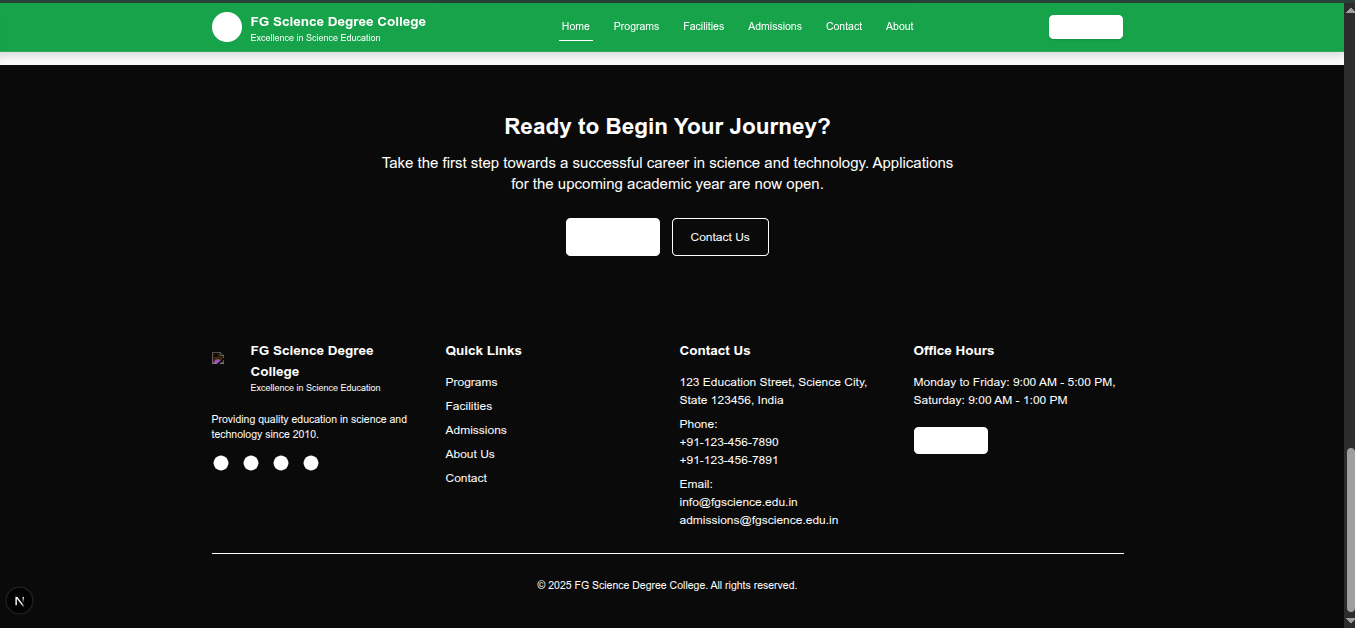 FG Science Degree College
Excellence in Science Education
Home
Programs
Facilities
Admissions
Contact
About
Ready to Begin Your Journey?
Take the first step towards a successful career in science and technology. Applications
for the upcoming academic year are now open.
Contact Us
FG Science Degree
College
Excellence in Science Education
Providing quality education in science and
technology since 2010.
Quick Links
Programs
Facilities
Admissions
About Us
Contact
Contact Us
123 Education Street, Science City,
State 123456, India
Phone:
+91-123-456-7890
+91-123-456-7891
Email:
info@fgscience.edu.in
admissions@fgscience.edu.in
Office Hours
Monday to Friday: 9:00 AM - 5:00 PM,
Saturday: 9:00 AM - 1:00 PM
© 2025 FG Science Degree College. All rights reserved.
N